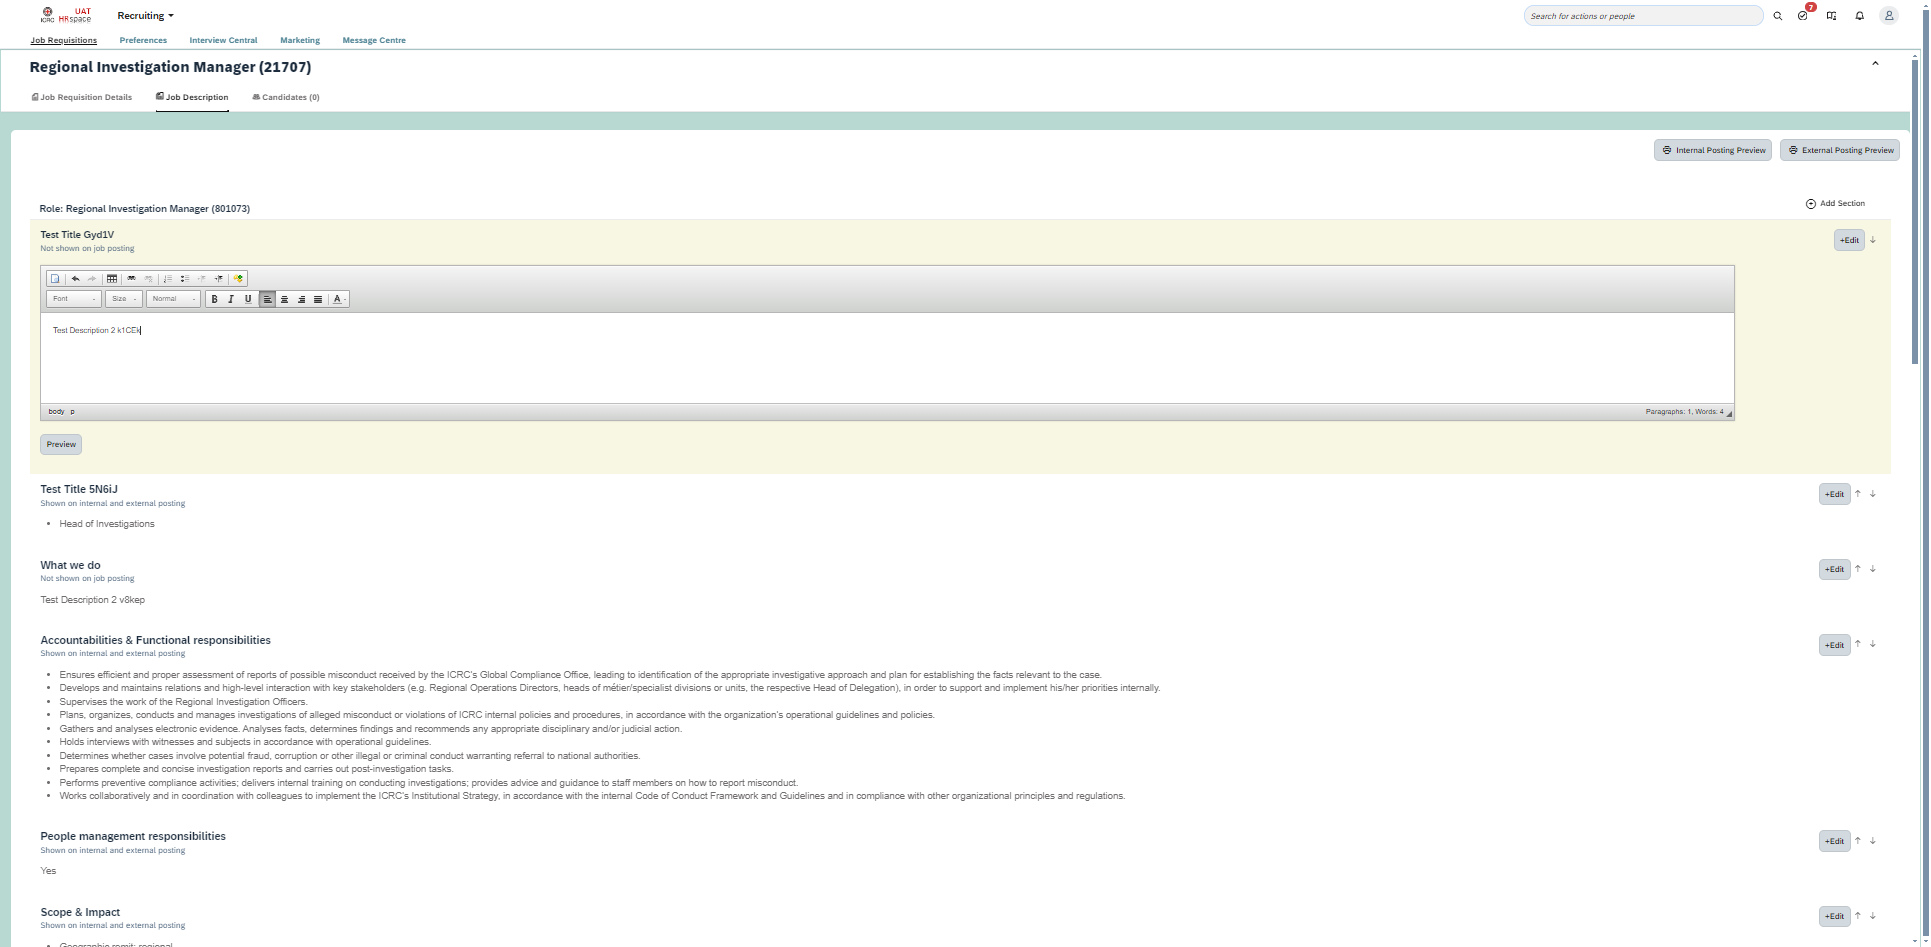 ICRC UAT HRspace
Recruiting
Search for actions or people
7
Job Requisitions Preferences Interview Central Marketing Message Centre
Regional Investigation Manager (21707)
Job Requisition Details Job Description Candidates (0)
Internal Posting Preview External Posting Preview
Role: Regional Investigation Manager (801073)
Add Section
Test Title Gyd1V
Not shown on job posting
+Edit
Font Size Normal B I U A
Test Description 2 k1CEk
body p
Paragraphs: 1, Words: 4
Preview
Test Title 5N6iJ
Shown on internal and external posting
+Edit
• Head of Investigations
What we do
Not shown on job posting
+Edit
Test Description 2 v8kep
Accountabilities & Functional responsibilities
Shown on internal and external posting
+Edit
• Ensures efficient and proper assessment of reports of possible misconduct received by the ICRC's Global Compliance Office, leading to identification of the appropriate investigative approach and plan for establishing the facts relevant to the case.
• Develops and maintains relations and high-level interaction with key stakeholders (e.g. Regional Operations Directors, heads of métier/specialist divisions or units, the respective Head of Delegation), in order to support and implement his/her priorities internally.
• Supervises the work of the Regional Investigation Officers.
• Plans, organizes, conducts and manages investigations of alleged misconduct or violations of ICRC internal policies and procedures, in accordance with the organization's operational guidelines and policies.
• Gathers and analyses electronic evidence. Analyses facts, determines findings and recommends any appropriate disciplinary and/or judicial action.
• Holds interviews with witnesses and subjects in accordance with operational guidelines.
• Determines whether cases involve potential fraud, corruption or other illegal or criminal conduct warranting referral to national authorities.
• Prepares complete and concise investigation reports and carries out post-investigation tasks.
• Performs preventive compliance activities; delivers internal training on conducting investigations; provides advice and guidance to staff members on how to report misconduct.
• Works collaboratively and in coordination with colleagues to implement the ICRC's Institutional Strategy, in accordance with the internal Code of Conduct Framework and Guidelines and in compliance with other organizational principles and regulations.
People management responsibilities
Shown on internal and external posting
+Edit
Yes
Scope & Impact
Shown on internal and external posting
+Edit
• Geographic remit: regional